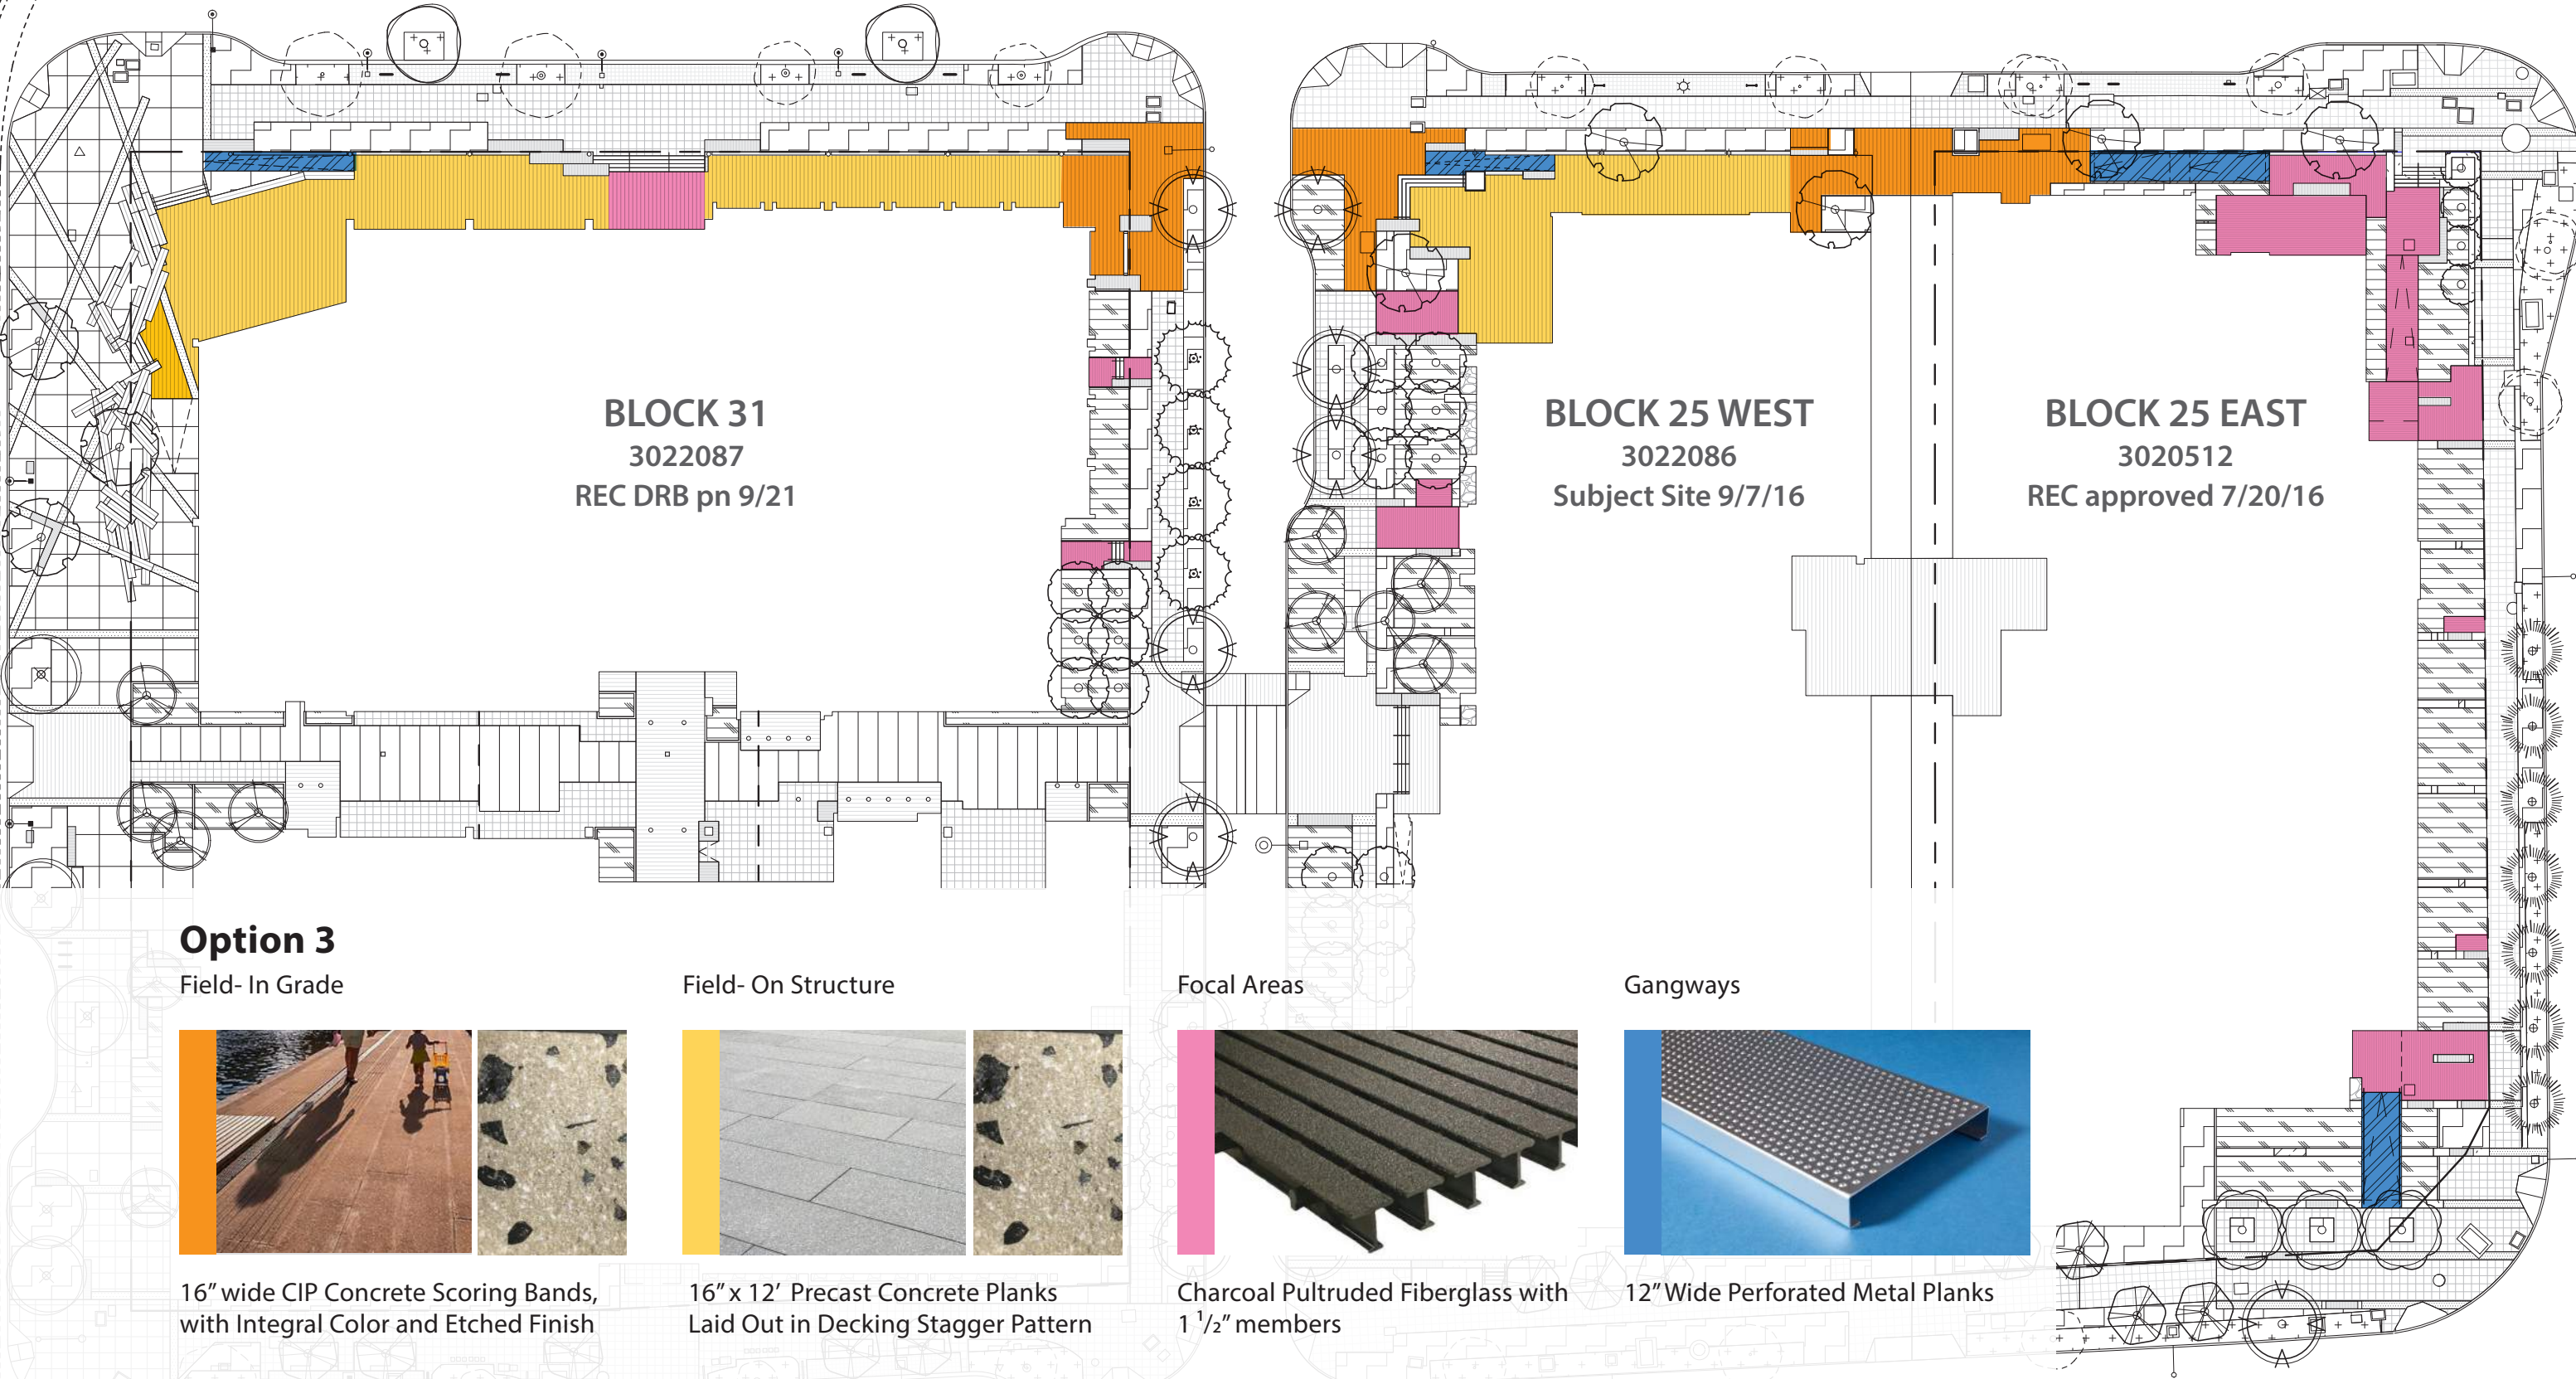 BLOCK 31
3022087
REC DRB pn 9/21
BLOCK 25 WEST
3022086
Subject Site 9/7/16
BLOCK 25 EAST
3020512
REC approved 7/20/16
Option 3
Field- In Grade
16” wide CIP Concrete Scoring Bands,
with Integral Color and Etched Finish
Field- On Structure
16” x 12’ Precast Concrete Planks
Laid Out in Decking Stagger Pattern
Focal Areas
Charcoal Pultruded Fiberglass with
1 1/2” members
Gangways
12” Wide Perforated Metal Planks